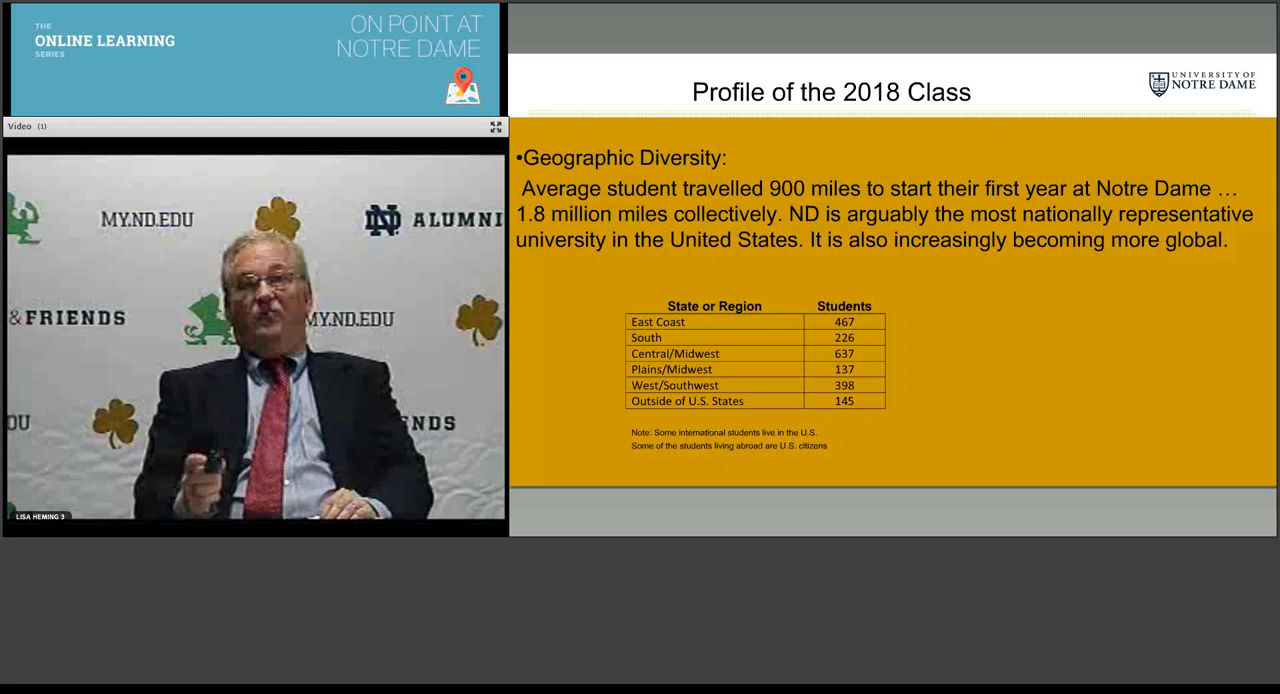 THE
ONLINE LEARNING
SERIES
ON POINT AT
NOTRE DAME
Video (1)
MY.ND.EDU
ND ALUMNI
& FRIENDS
MY.ND.EDU
DU
NDS
LISA HEMING 3
Profile of the 2018 Class
UNIVERSITY OF
NOTRE DAME
•Geographic Diversity:
Average student travelled 900 miles to start their first year at Notre Dame …
1.8 million miles collectively. ND is arguably the most nationally representative
university in the United States. It is also increasingly becoming more global.
State or Region Students
East Coast 467
South 226
Central/Midwest 637
Plains/Midwest 137
West/Southwest 398
Outside of U.S. States 145
Note: Some international students live in the U.S.
Some of the students living abroad are U.S. citizens